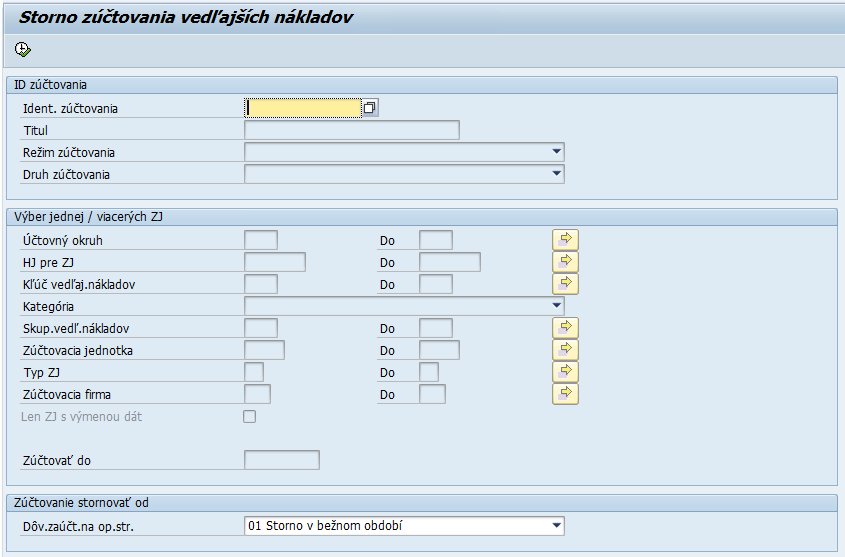 Storno zúčtovania vedľajších nákladov
ID zúčtovania
Ident. zúčtovania
Titul
Režim zúčtovania
Druh zúčtovania
Výber jednej / viacerých ZJ
Účtovný okruh Do
HJ pre ZJ Do
Kľúč vedľaj.nákladov Do
Kategória
Skup.vedľ.nákladov Do
Zúčtovacia jednotka Do
Typ ZJ Do
Zúčtovacia firma Do
Len ZJ s výmenou dát
Zúčtovať do
Zúčtovanie stornovať od
Dôv.zaúčt.na op.str. 01 Storno v bežnom období